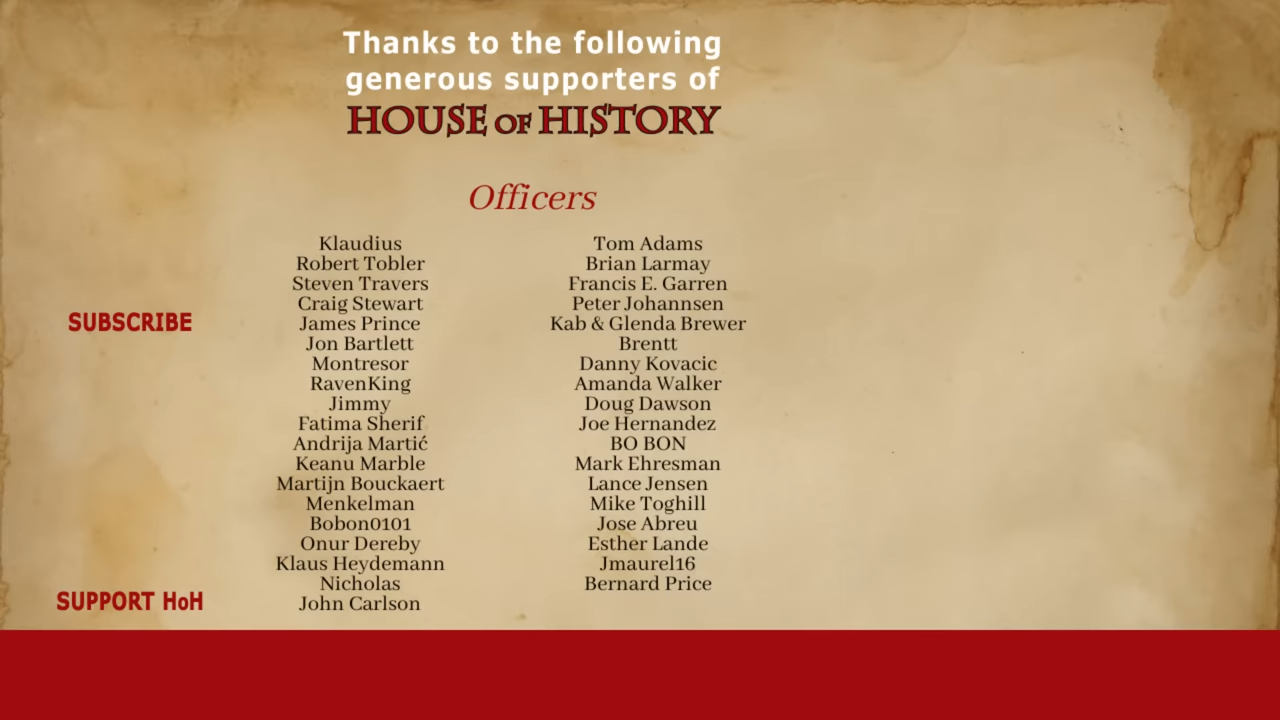 Thanks to the following
generous supporters of
HOUSE OF HISTORY
Officers
Klaudius
Robert Tobler
Steven Travers
Craig Stewart
James Prince
Jon Bartlett
Montresor
RavenKing
Jimmy
Fatima Sherif
Andrija Martić
Keanu Marble
Martijn Bouckaert
Menkelman
Bobon0101
Onur Dereby
Klaus Heydemann
Nicholas
John Carlson
Tom Adams
Brian Larmay
Francis E. Garren
Peter Johannsen
Kab & Glenda Brewer
Brentt
Danny Kovacic
Amanda Walker
Doug Dawson
Joe Hernandez
BO BON
Mark Ehresman
Lance Jensen
Mike Toghill
Jose Abreu
Esther Lande
Jmaurel16
Bernard Price
SUBSCRIBE
SUPPORT HoH